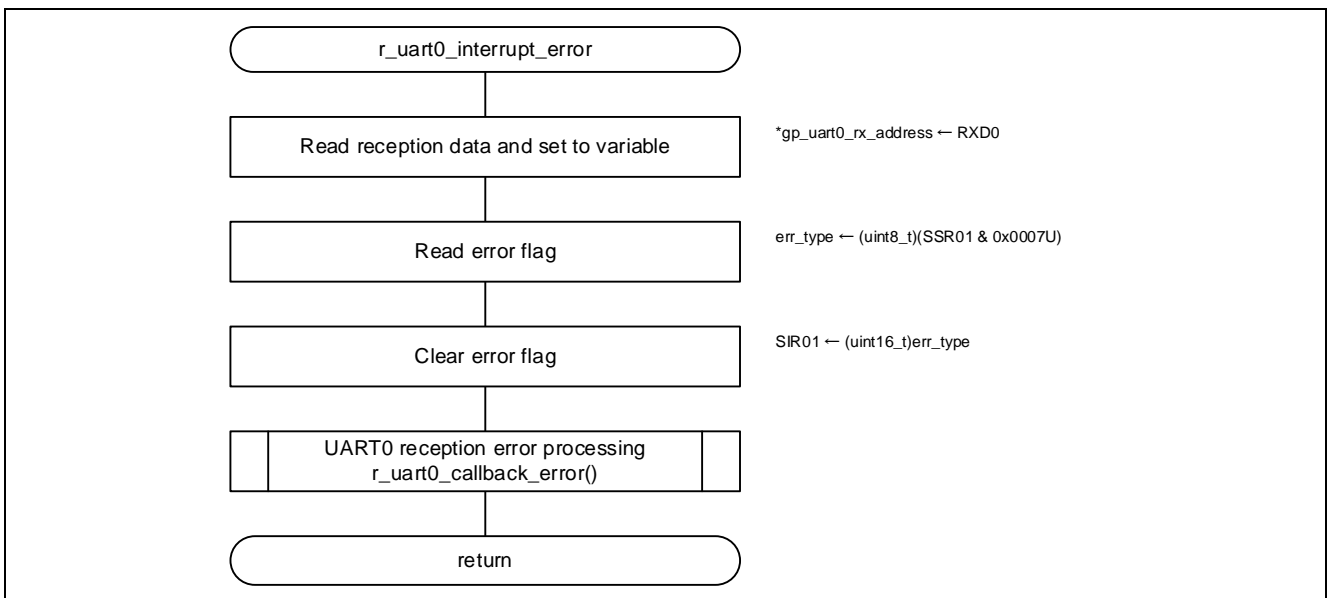 r_uart0_interrupt_error
Read reception data and set to variable
*gp_uart0_rx_address ← RXD0
Read error flag
err_type ← (uint8_t)(SSR01 & 0x0007U)
Clear error flag
SIR01 ← (uint16_t)err_type
UART0 reception error processing
r_uart0_callback_error()
return